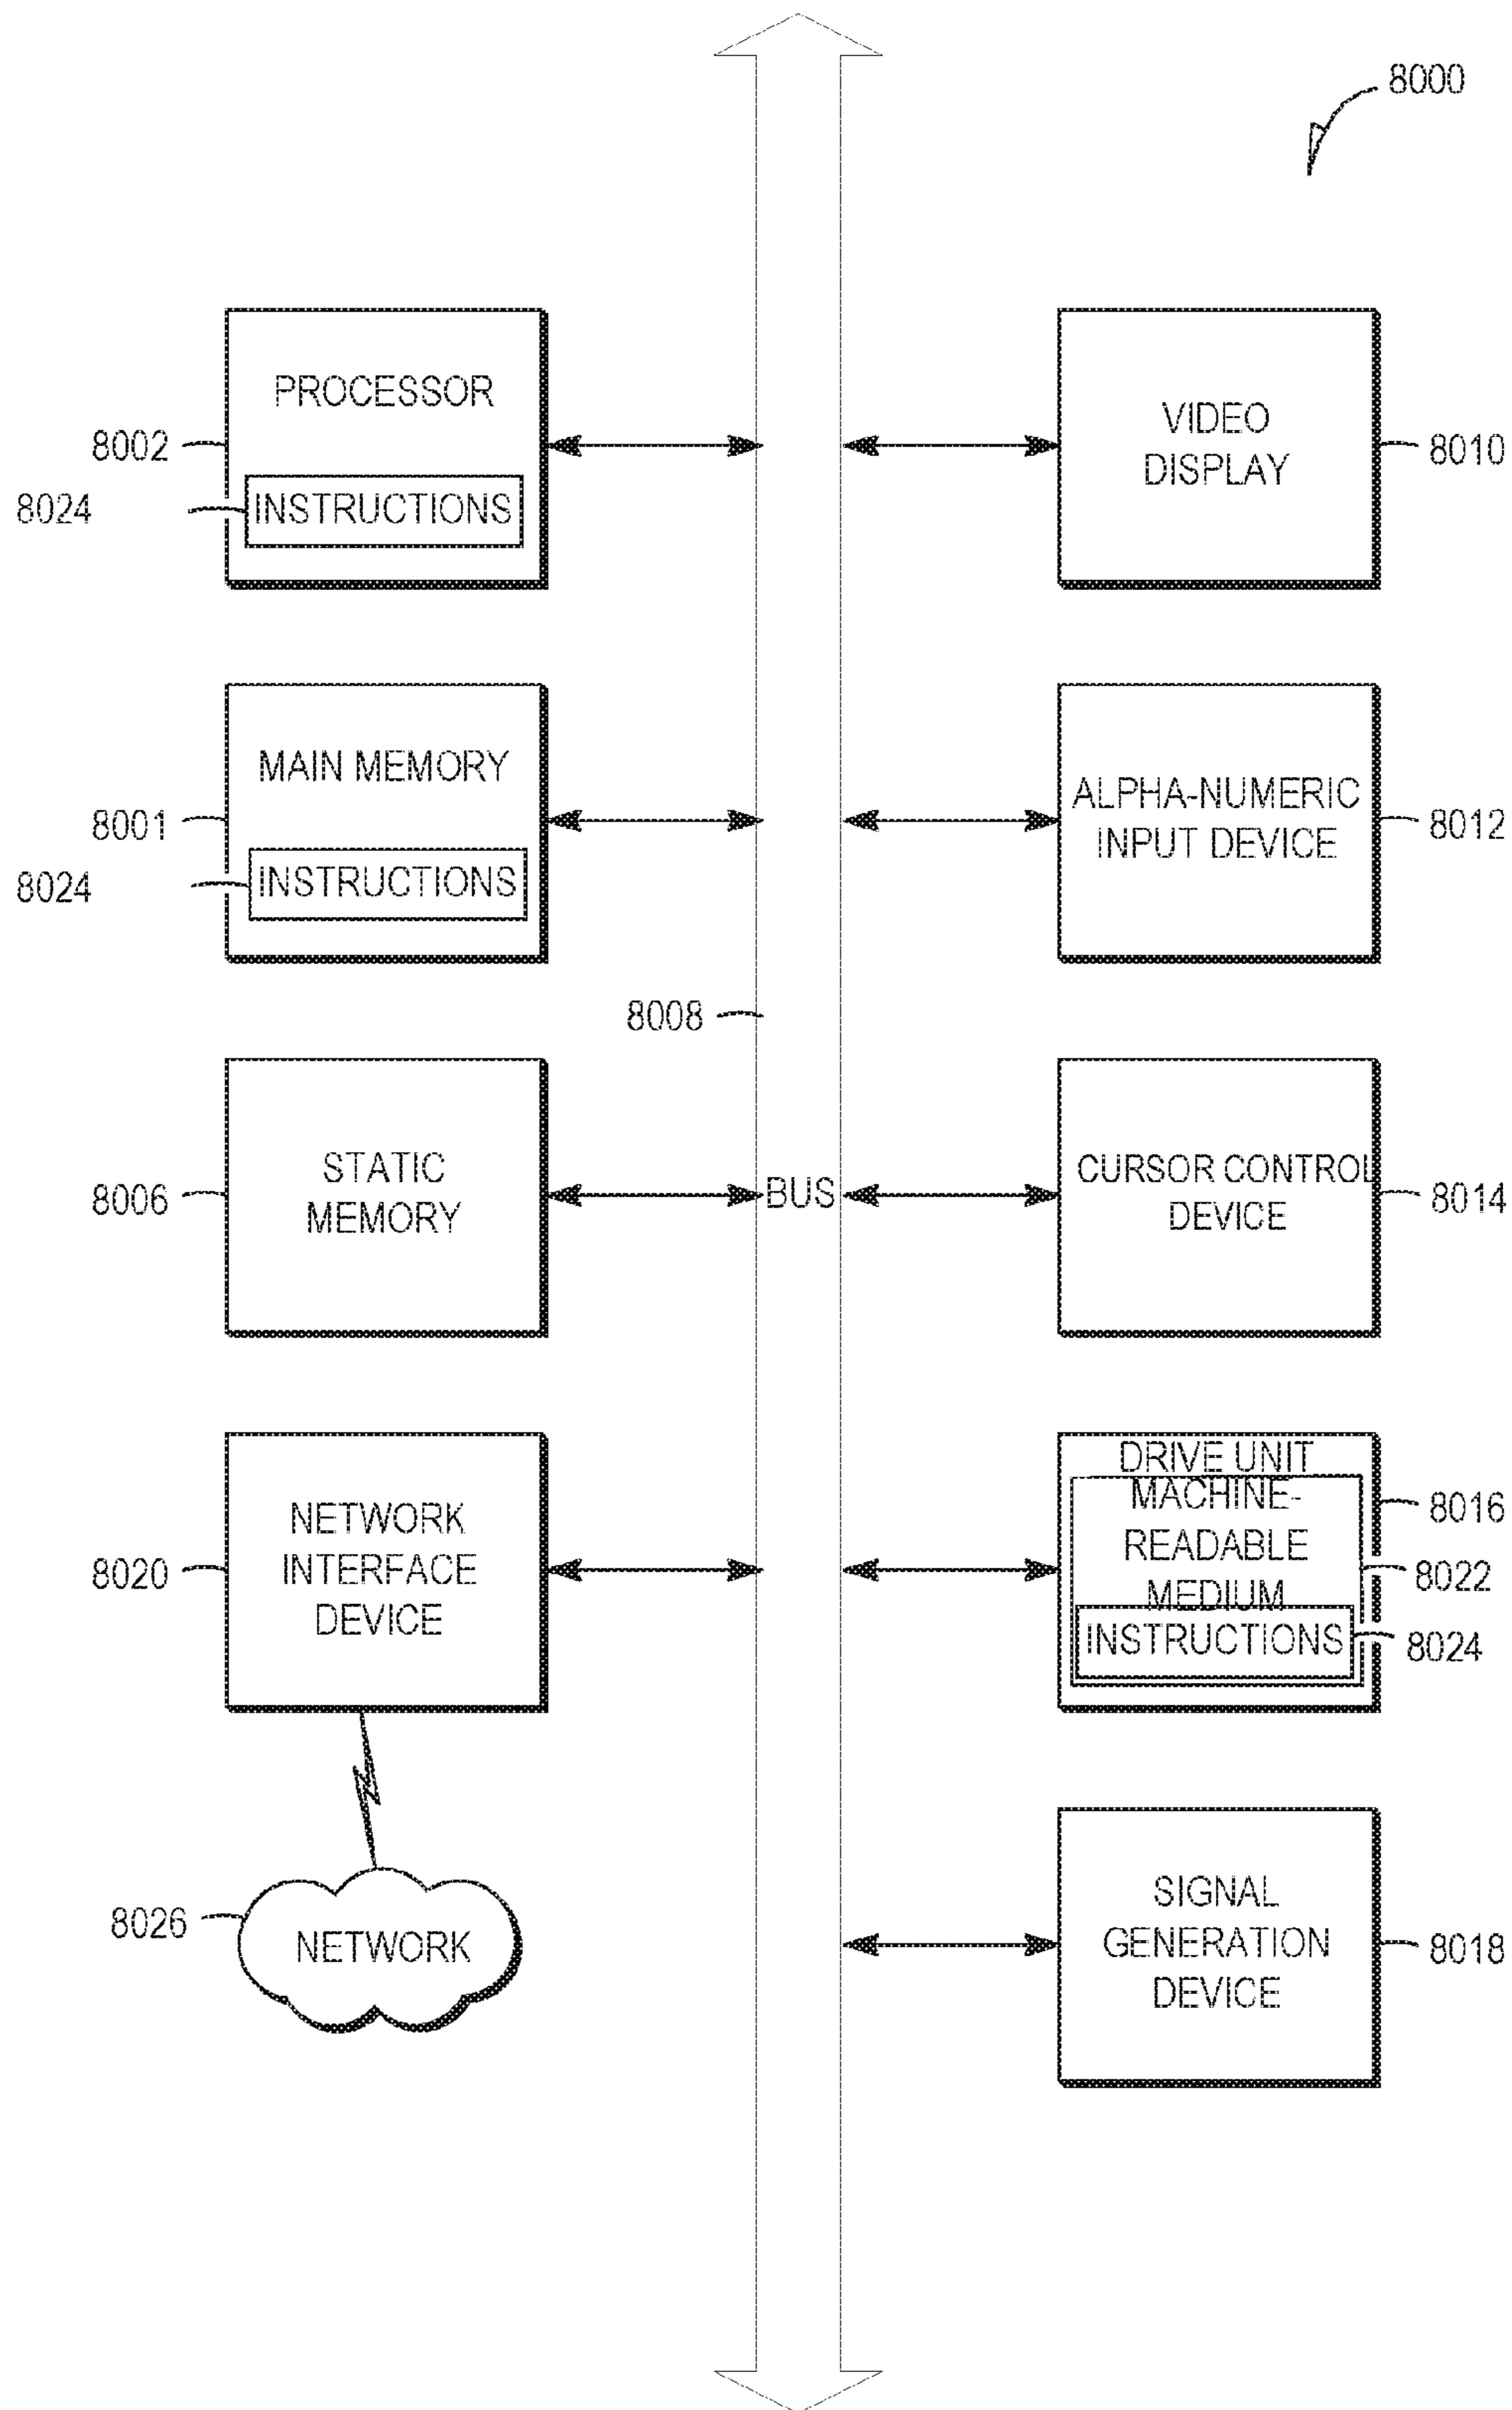 8000
PROCESSOR
8002
8024
INSTRUCTIONS
VIDEO
DISPLAY
8010
MAIN MEMORY
8001
8024
INSTRUCTIONS
ALPHA-NUMERIC
INPUT DEVICE
8012
8008
BUS
STATIC
MEMORY
8006
CURSOR CONTROL
DEVICE
8014
NETWORK
INTERFACE
DEVICE
8020
DRIVE UNIT
MACHINE-
READABLE
MEDIUM
INSTRUCTIONS
8016
8022
8024
8026
NETWORK
SIGNAL
GENERATION
DEVICE
8018